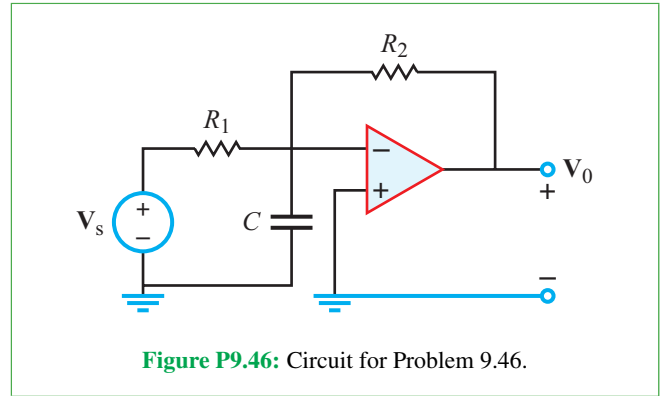 R2
R1
−
V0
+
+
Vs
+
−
C
−
Figure P9.46: Circuit for Problem 9.46.